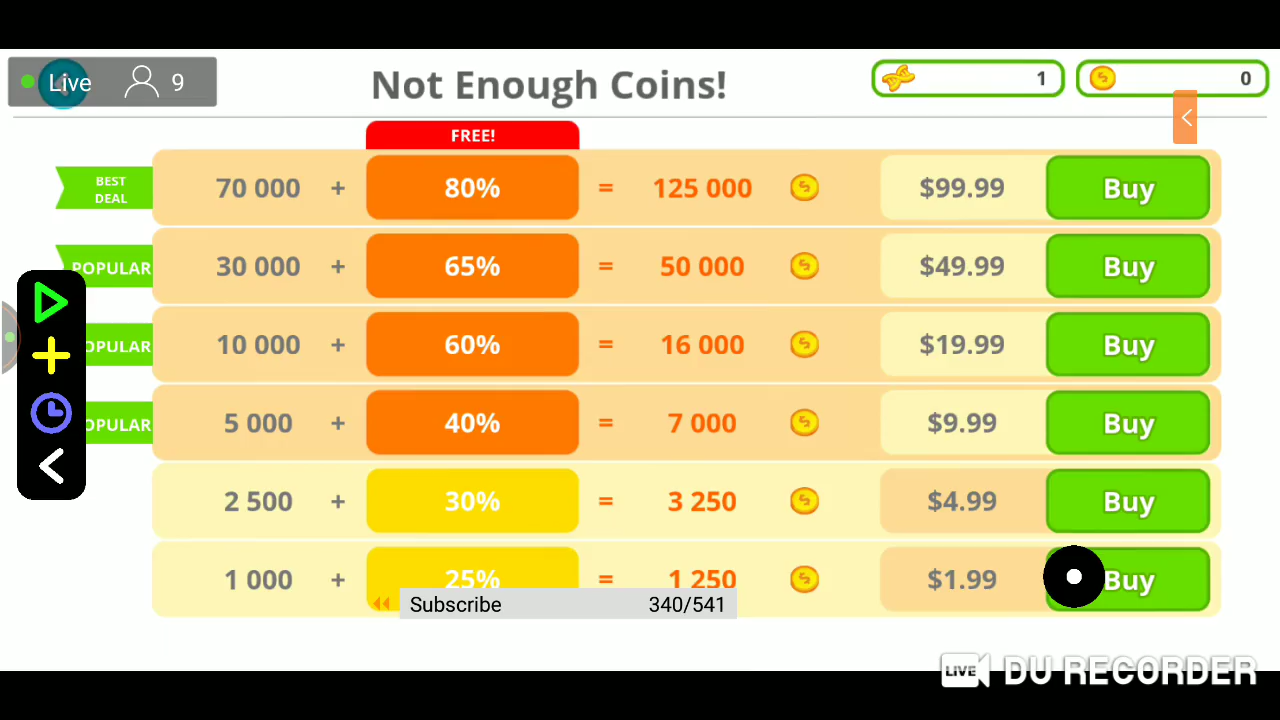 Live 9
Not Enough Coins!
1
0
FREE!
BEST
DEAL
70 000 + 80% = 125 000 $99.99 Buy
POPULAR
30 000 + 65% = 50 000 $49.99 Buy
OPULAR
10 000 + 60% = 16 000 $19.99 Buy
OPULAR
5 000 + 40% = 7 000 $9.99 Buy
2 500 + 30% = 3 250 $4.99 Buy
1 000 + 25% = 1 250 $1.99 Buy
Subscribe 340/541
LIVE DU RECORDER